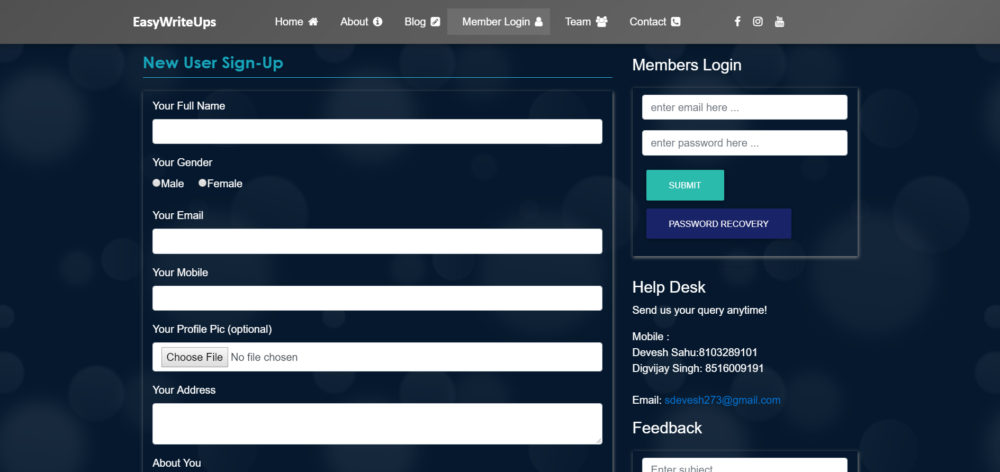 EasyWriteUps
Home
About
Blog
Member Login
Team
Contact
You
Tube
New User Sign-Up
Your Full Name
Your Gender
Male
Female
Your Email
Your Mobile
Your Profile Pic (optional)
Choose File No file chosen
Your Address
About You
Members Login
enter email here ...
enter password here ...
SUBMIT
PASSWORD RECOVERY
Help Desk
Send us your query anytime!
Mobile :
Devesh Sahu:8103289101
Digvijay Singh: 8516009191
Email: sdevesh273@gmail.com
Feedback
Enter subject